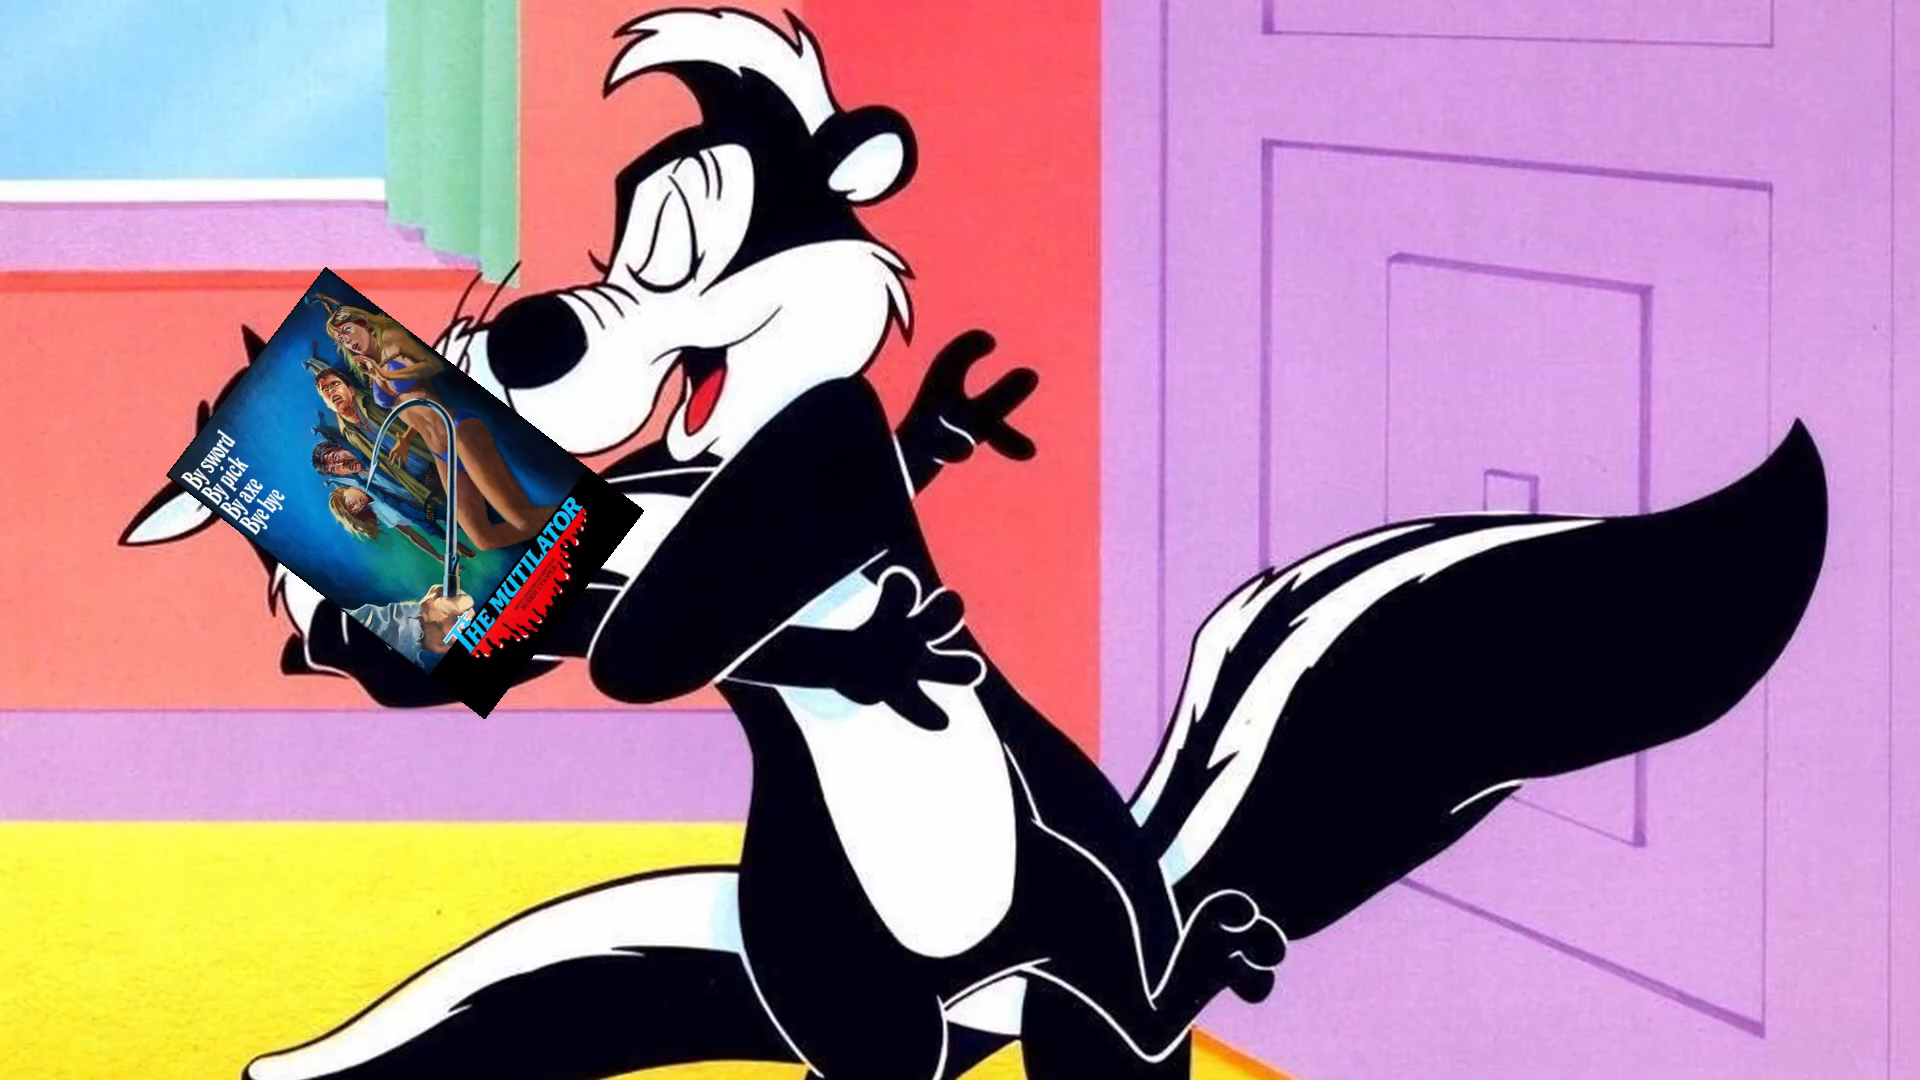 By sword
By pick
By axe
Bye bye
THE MUTILATOR